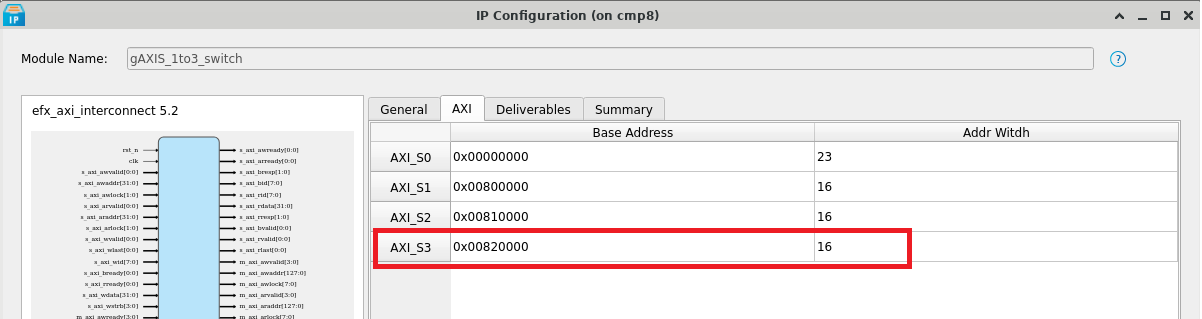 IP Configuration (on cmp8)
IP
Module Name: gAXIS_1to3_switch ?
efx_axi_interconnect 5.2
General AXI Deliverables Summary
Base Address Addr Witdh
AXI_S0 0x00000000 23
AXI_S1 0x00800000 16
AXI_S2 0x00810000 16
AXI_S3 0x00820000 16
rst_n s_axi_awready[0:0]
clk s_axi_arready[0:0]
s_axi_awvalid[0:0] s_axi_bresp[1:0]
s_axi_awaddr[31:0] s_axi_bid[7:0]
s_axi_awlock[1:0] s_axi_rid[7:0]
s_axi_arvalid[0:0] s_axi_rdata[31:0]
s_axi_araddr[31:0] s_axi_rresp[1:0]
s_axi_arlock[1:0] s_axi_bvalid[0:0]
s_axi_wvalid[0:0] s_axi_rvalid[0:0]
s_axi_wlast[0:0] s_axi_rlast[0:0]
s_axi_wid[7:0] m_axi_awvalid[3:0]
s_axi_bready[0:0] m_axi_awaddr[127:0]
s_axi_rready[0:0] m_axi_awlock[7:0]
s_axi_wdata[31:0] m_axi_arvalid[3:0]
s_axi_wstrb[3:0] m_axi_araddr[127:0]
m_axi_awready[3:0] m_axi_arlock[7:0]